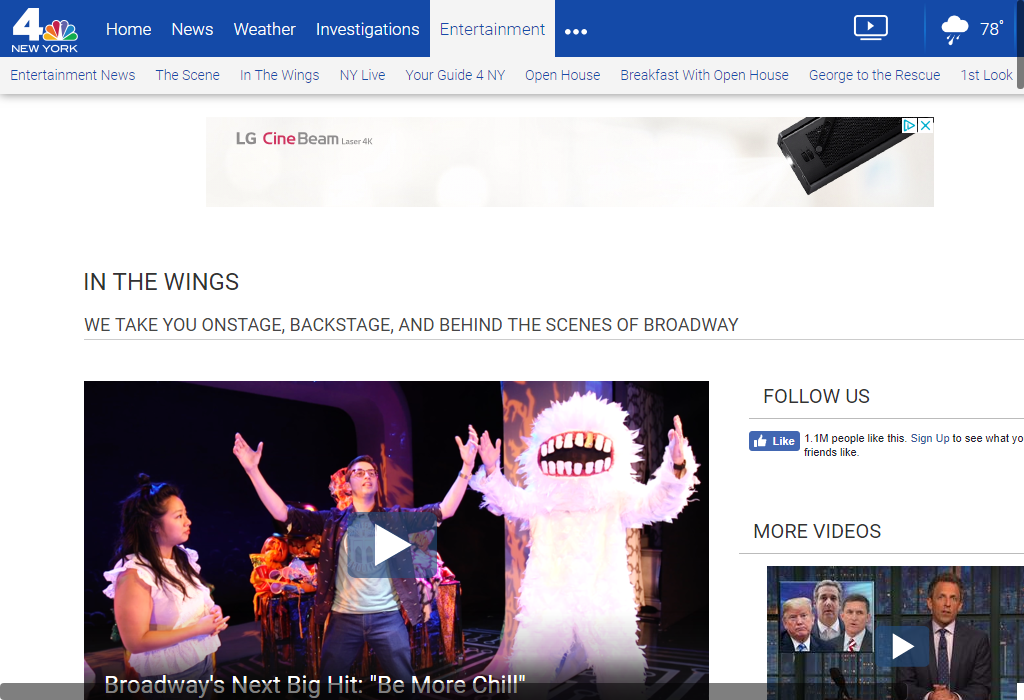 4
NEW YORK
Home News Weather Investigations Entertainment
78°
Entertainment News The Scene In The Wings NY Live Your Guide 4 NY Open House Breakfast With Open House George to the Rescue 1st Look
LG CineBeam Laser 4K
IN THE WINGS
WE TAKE YOU ONSTAGE, BACKSTAGE, AND BEHIND THE SCENES OF BROADWAY
Broadway's Next Big Hit: "Be More Chill"
FOLLOW US
Like 1.1M people like this. Sign Up to see what yo
friends like.
MORE VIDEOS